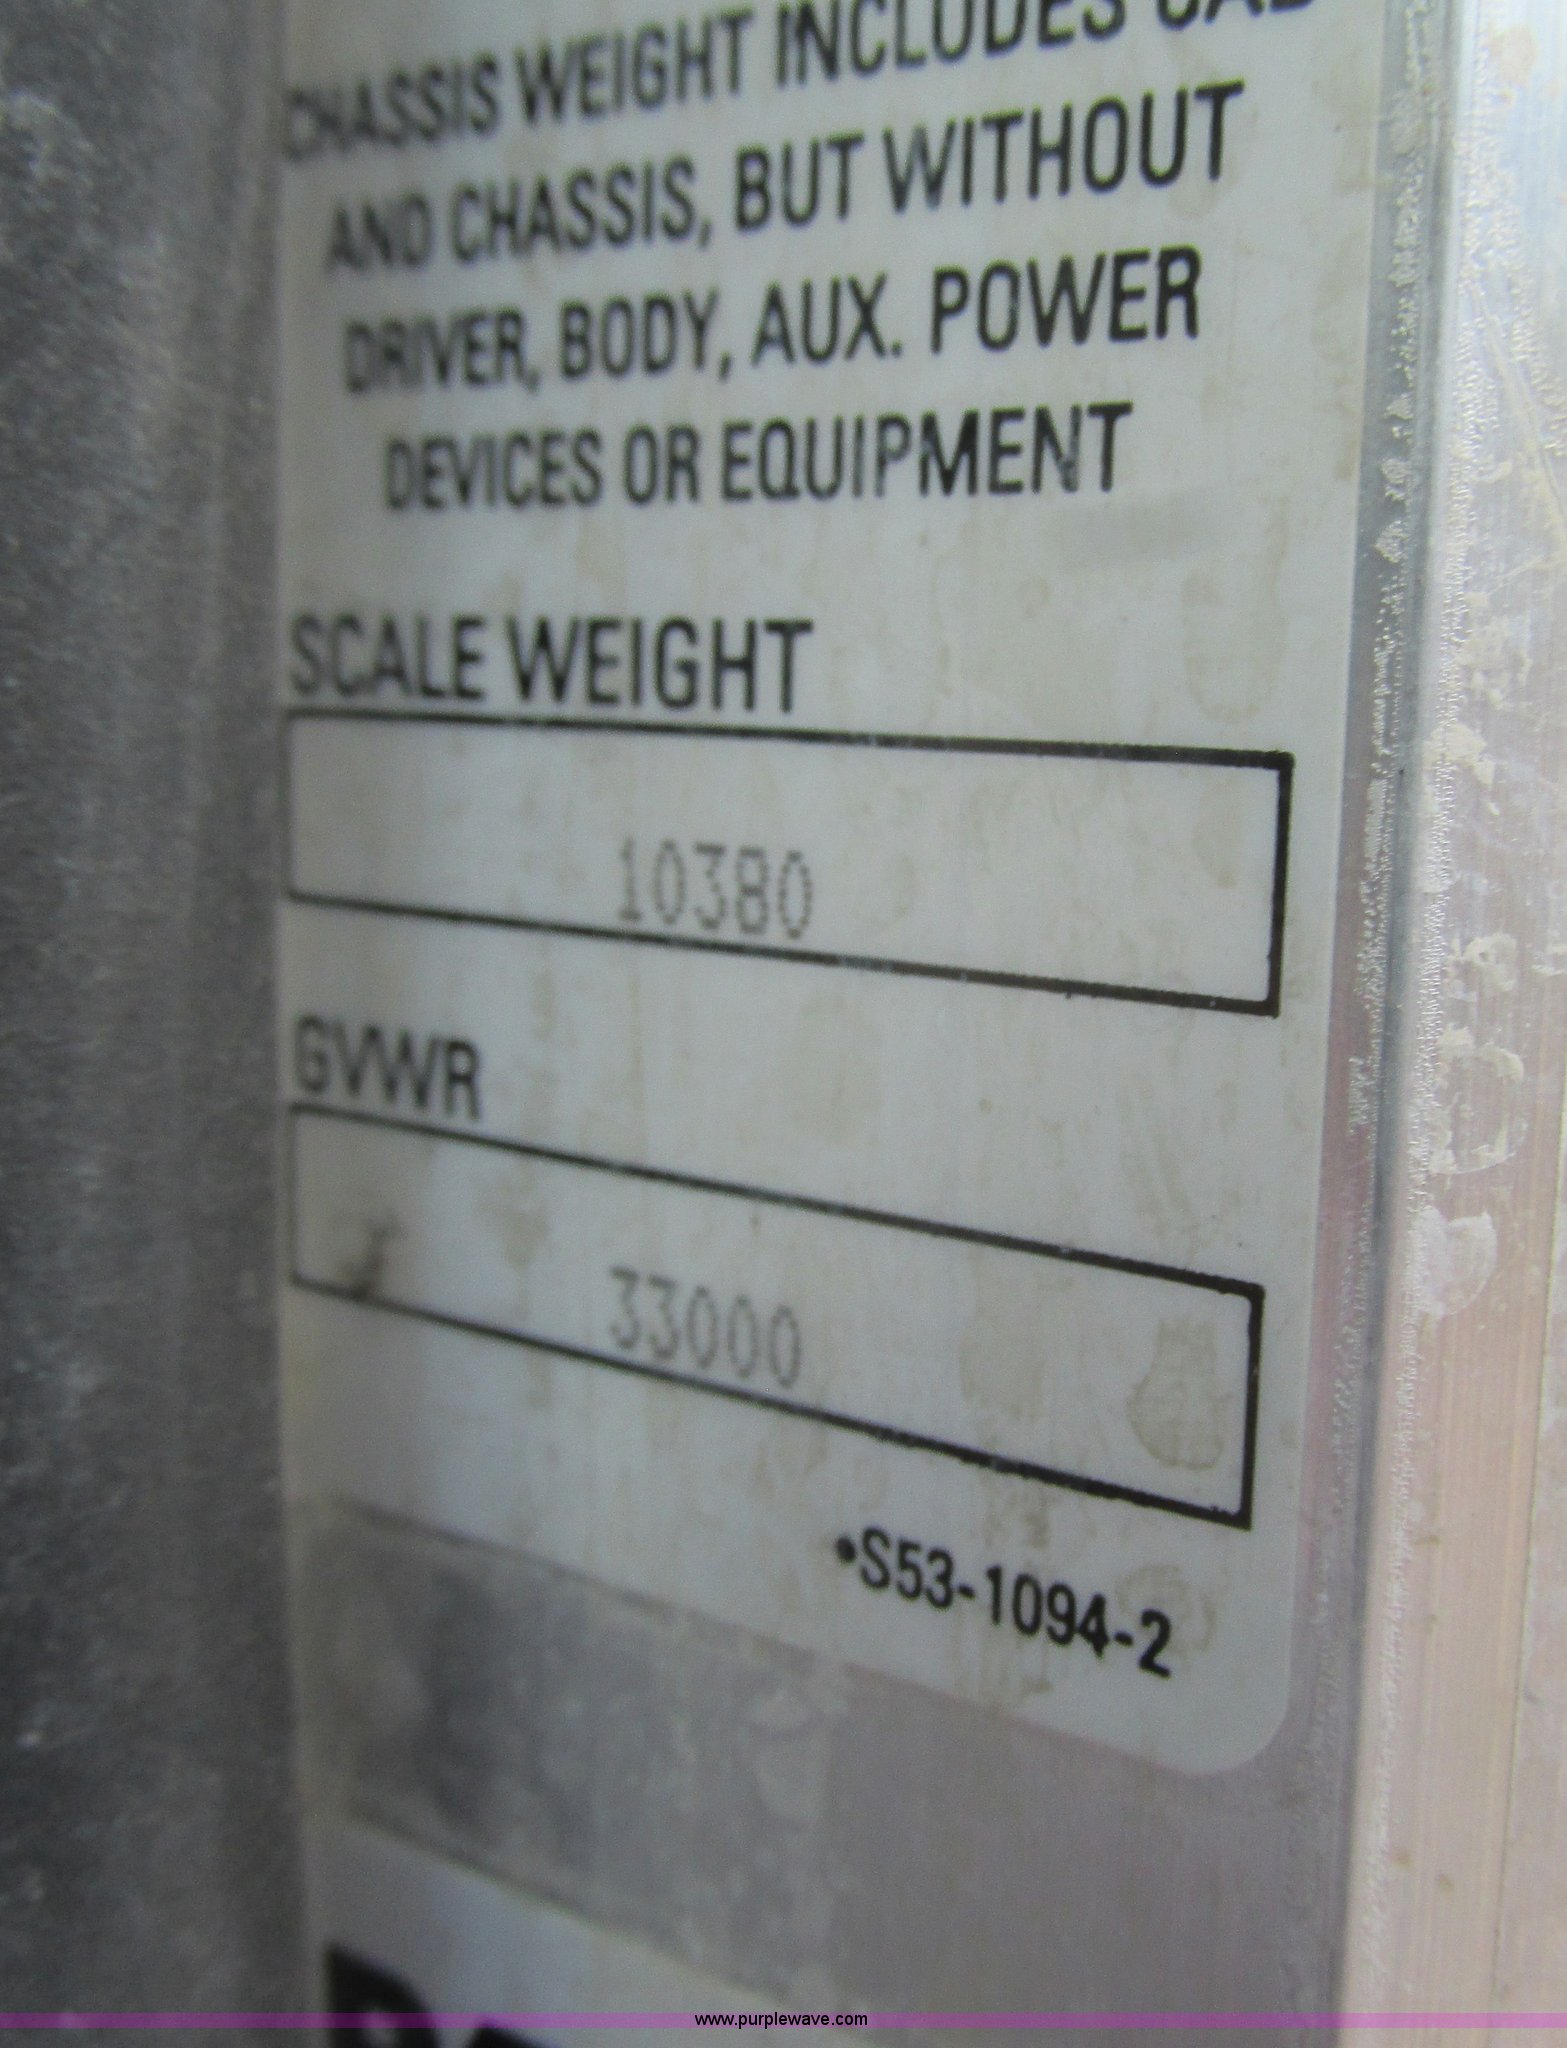 CHASSIS WEIGHT INCLUDES CAB
AND CHASSIS, BUT WITHOUT
DRIVER, BODY, AUX. POWER
DEVICES OR EQUIPMENT
SCALE WEIGHT
10380
GVWR
33000
•S53-1094-2
www.purplewave.com